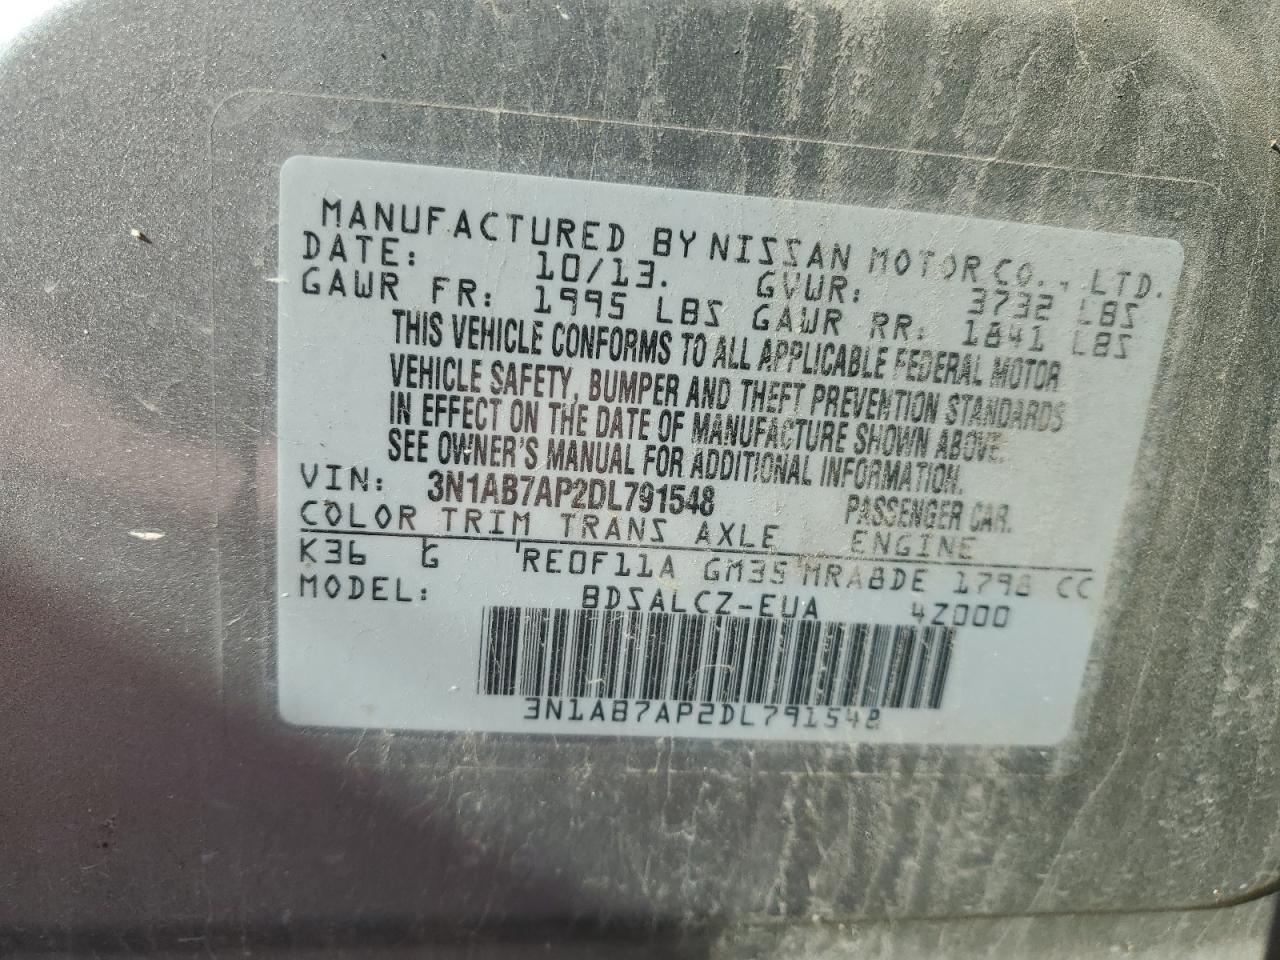 MANUFACTURED BY NISSAN MOTOR CO., LTD.
DATE: 10/13. GVWR: 3732 LBS
GAWR FR: 1995 LBS GAWR RR: 1841 LBS
THIS VEHICLE CONFORMS TO ALL APPLICABLE FEDERAL MOTOR
VEHICLE SAFETY, BUMPER AND THEFT PREVENTION STANDARDS
IN EFFECT ON THE DATE OF MANUFACTURE SHOWN ABOVE.
SEE OWNER'S MANUAL FOR ADDITIONAL INFORMATION.
VIN: 3N1AB7AP2DL791548 PASSENGER CAR.
COLOR TRIM TRANS AXLE ENGINE
K36 G RE0F11A GM35 MRA8DE 1798 CC
MODEL: BDSALCZ-EUA 4Z000
3N1AB7AP2DL791548